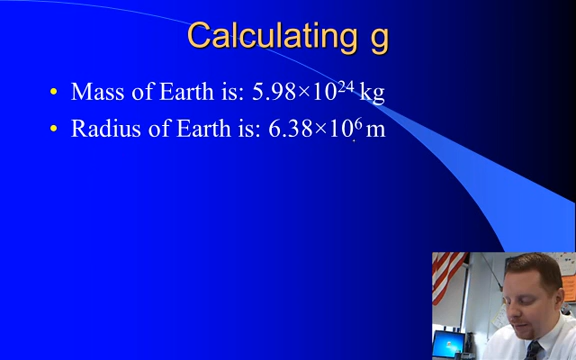 Calculating g
• Mass of Earth is: 5.98×10²⁴ kg
• Radius of Earth is: 6.38×10⁶ m